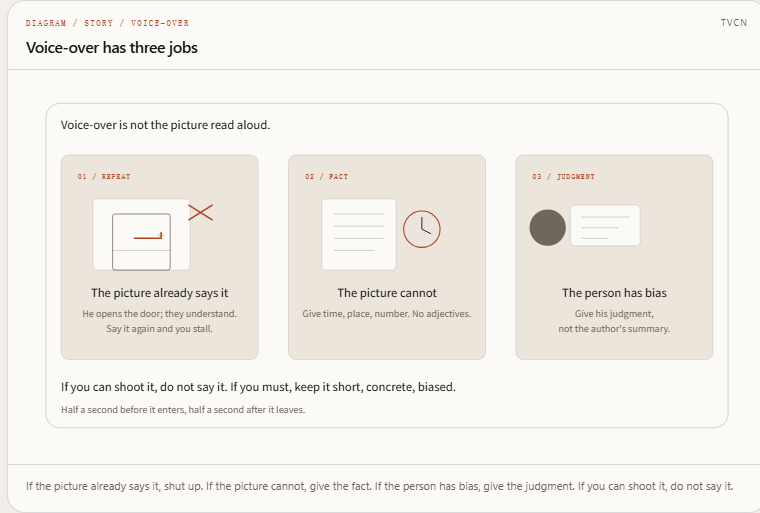 DIAGRAM / STORY / VOICE-OVER
TVCN
Voice-over has three jobs
Voice-over is not the picture read aloud.
01 / REPEAT
The picture already says it
He opens the door; they understand.
Say it again and you stall.
02 / FACT
The picture cannot
Give time, place, number. No adjectives.
03 / JUDGMENT
The person has bias
Give his judgment,
not the author's summary.
If you can shoot it, do not say it. If you must, keep it short, concrete, biased.
Half a second before it enters, half a second after it leaves.
If the picture already says it, shut up. If the picture cannot, give the fact. If the person has bias, give the judgment. If you can shoot it, do not say it.